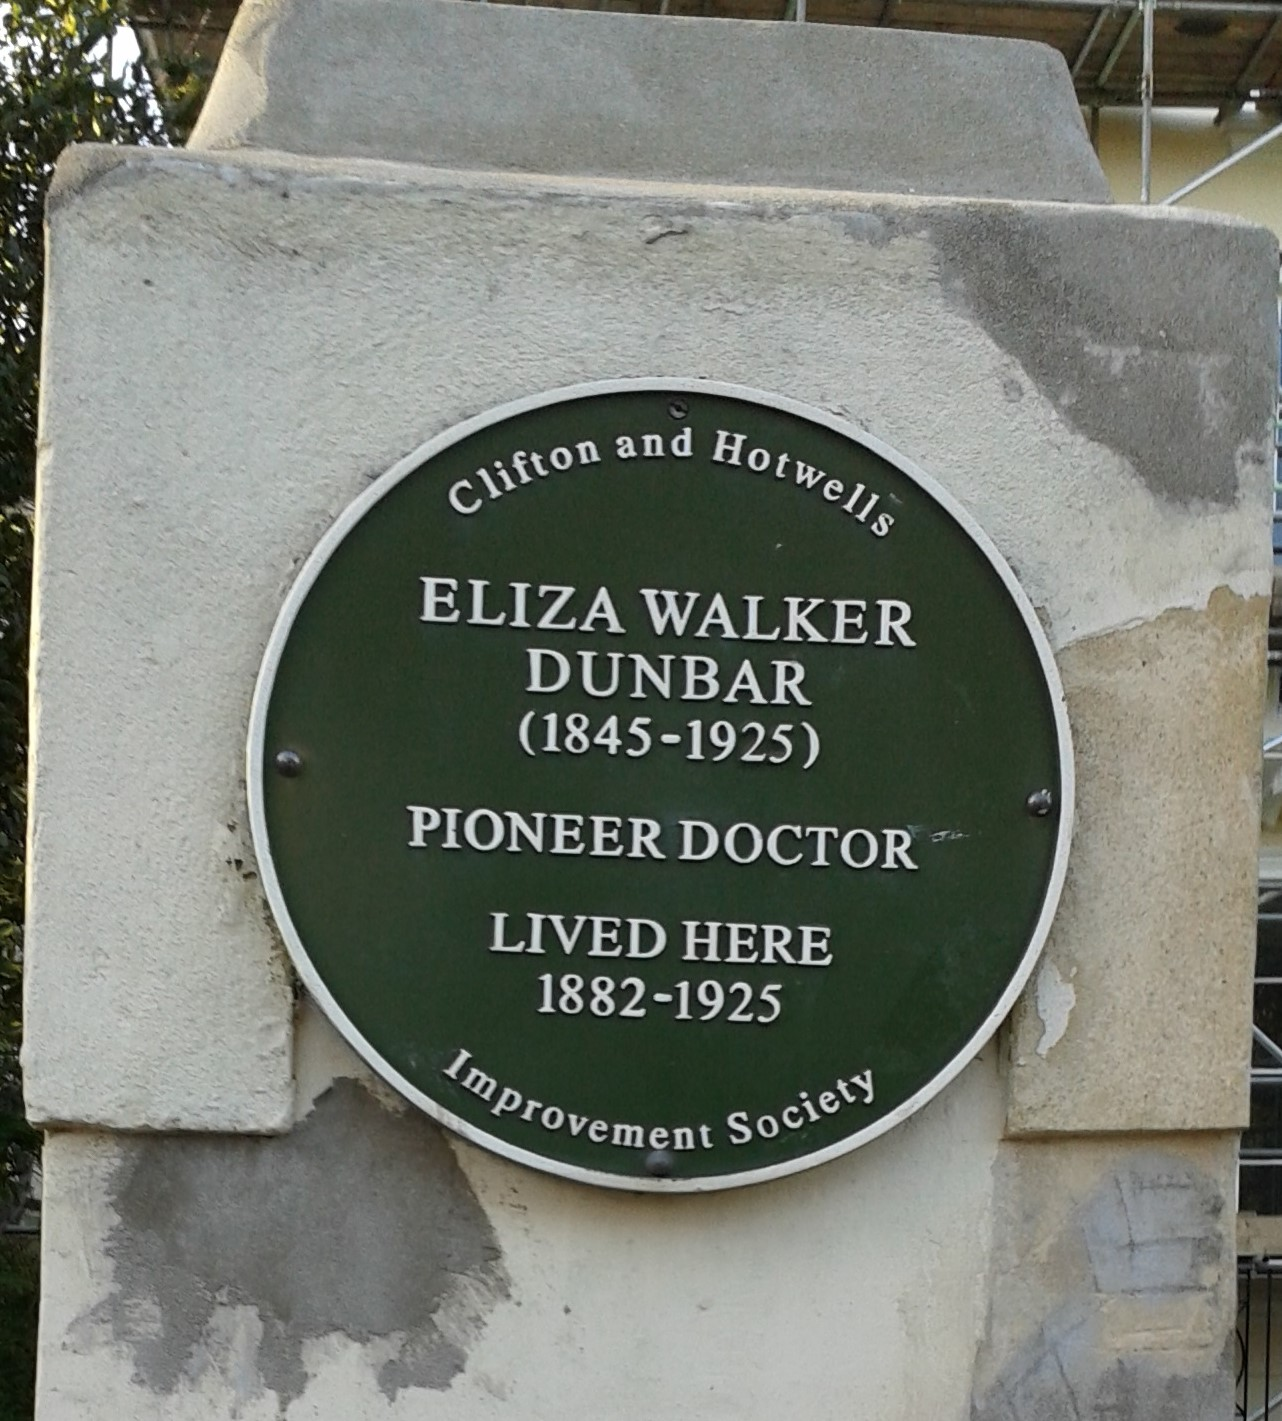 Clifton and Hotwells
ELIZA WALKER
DUNBAR
(1845-1925)
PIONEER DOCTOR
LIVED HERE
1882-1925
Improvement Society